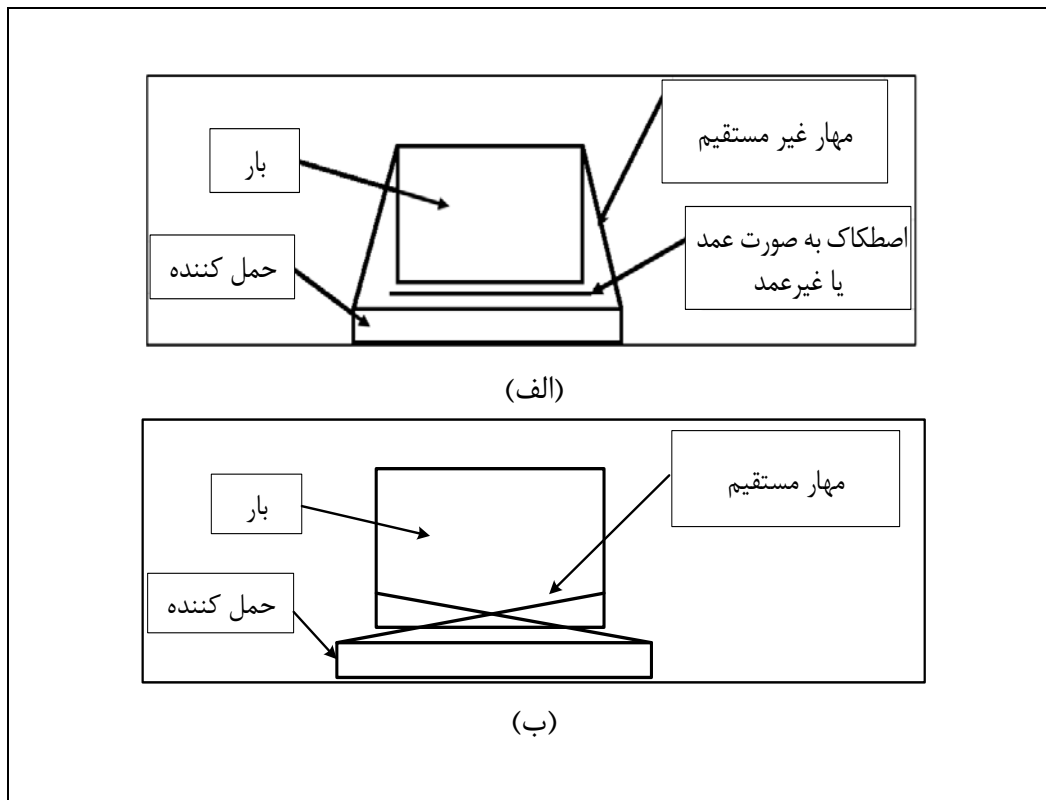 مهار غیر مستقیم
بار
اصطکاک به صورت عمد
یا غیرعمد
حمل کننده
(الف)
مهار مستقیم
بار
حمل کننده
(ب)